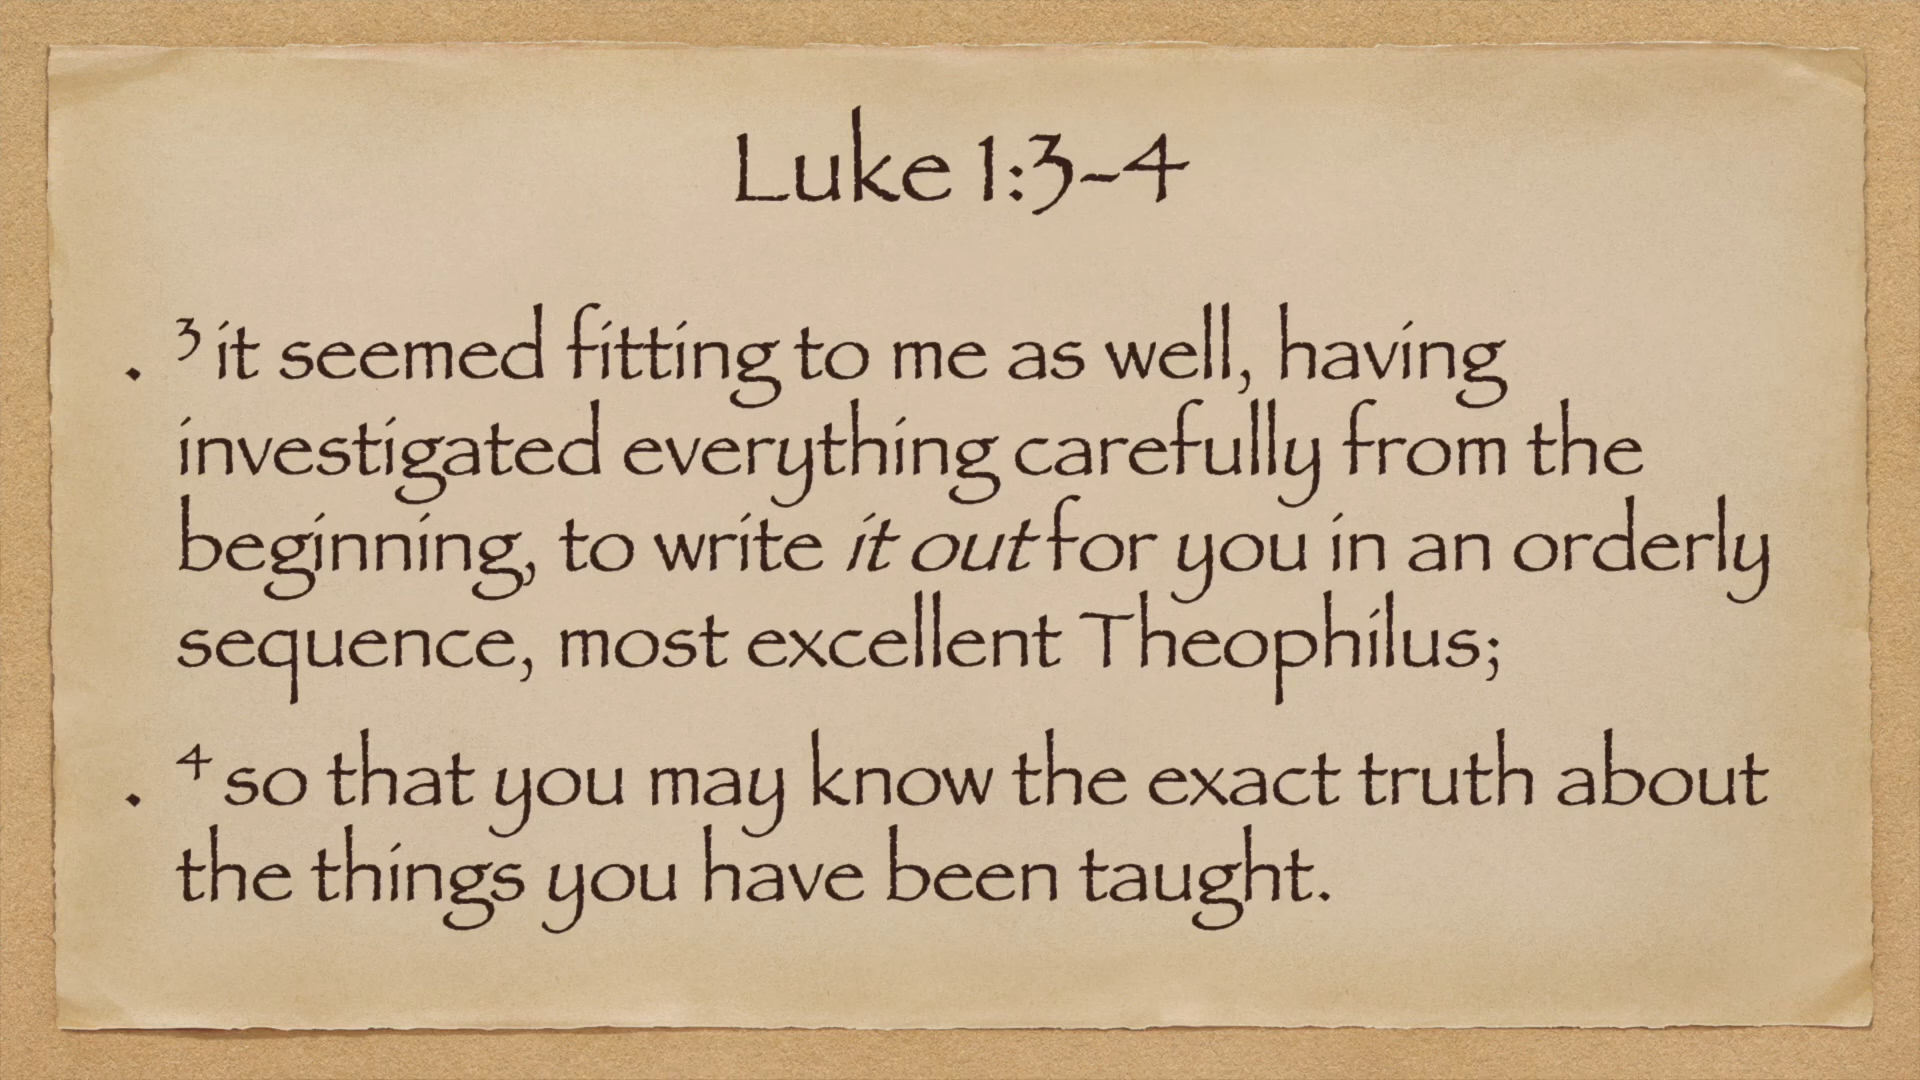 Luke 1:3-4
• ³ it seemed fitting to me as well, having
investigated everything carefully from the
beginning, to write it out for you in an orderly
sequence, most excellent Theophilus;
• ⁴ so that you may know the exact truth about
the things you have been taught.